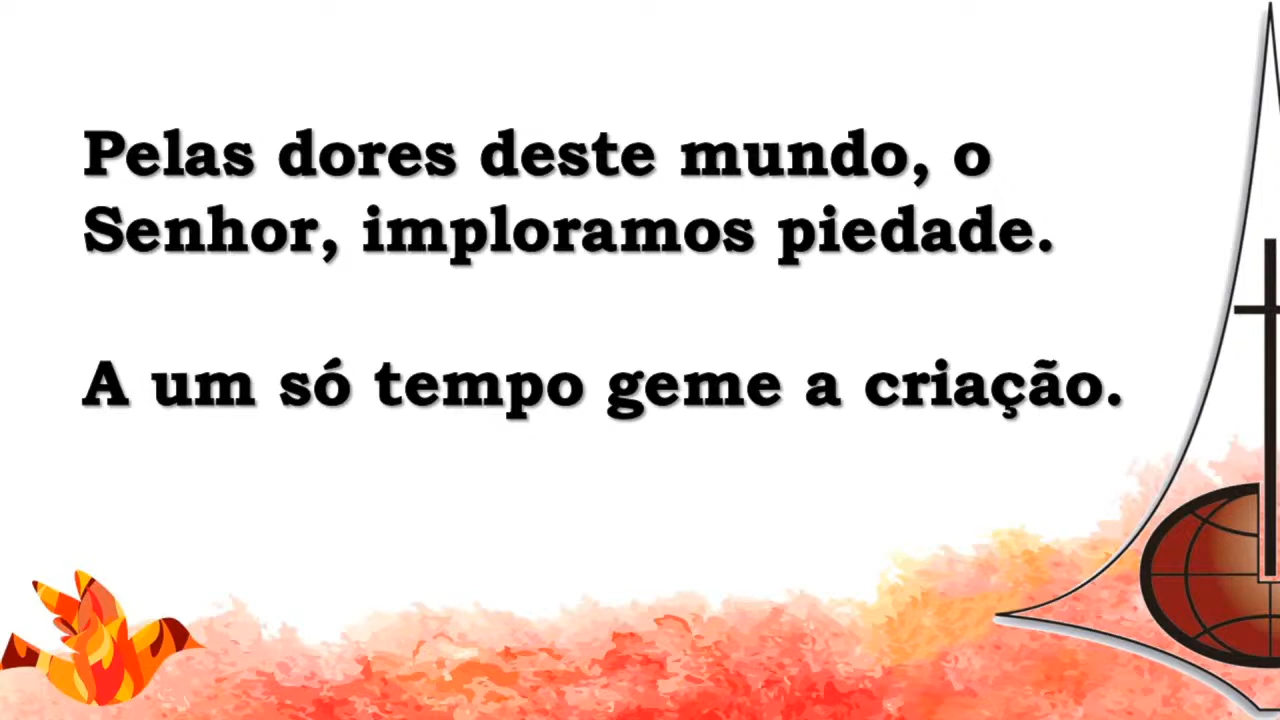 Pelas dores deste mundo, o
Senhor, imploramos piedade.
A um só tempo geme a criação.